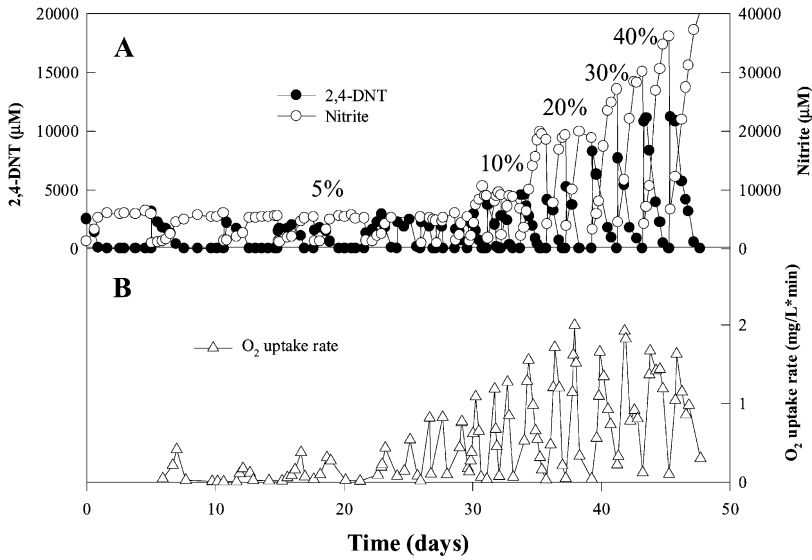 20000
15000
10000
5000
0
2,4-DNT (µM)
A
2,4-DNT
Nitrite
5%
10%
20%
30%
40%
40000
30000
20000
10000
0
Nitrite (µM)
B
O2 uptake rate
2
1
0
O2 uptake rate (mg/L*min)
0 10 20 30 40 50
Time (days)